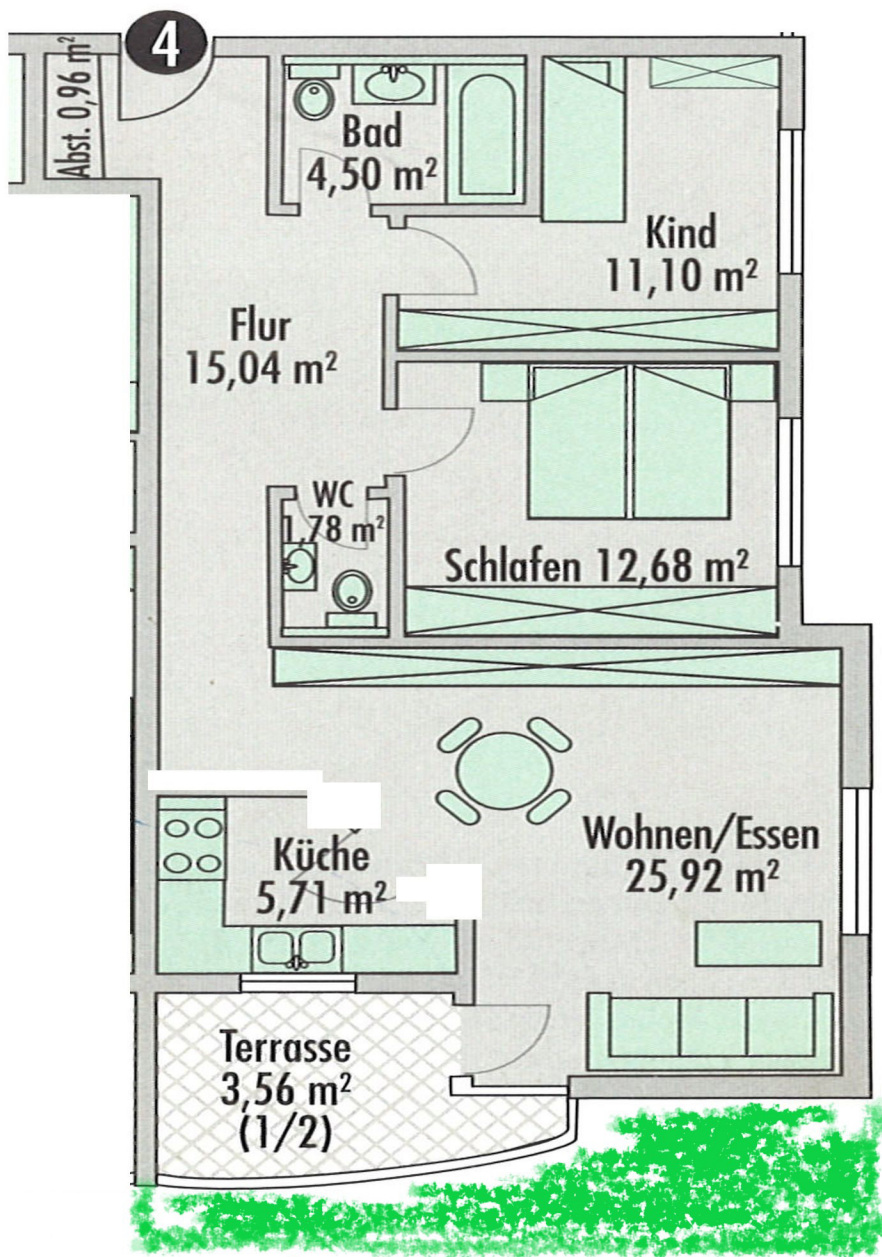 4
Abst. 0,96 m²
Bad
4,50 m²
Kind
11,10 m²
Flur
15,04 m²
WC
1,78 m²
Schlafen 12,68 m²
Wohnen/Essen
25,92 m²
Küche
5,71 m²
Terrasse
3,56 m²
(1/2)